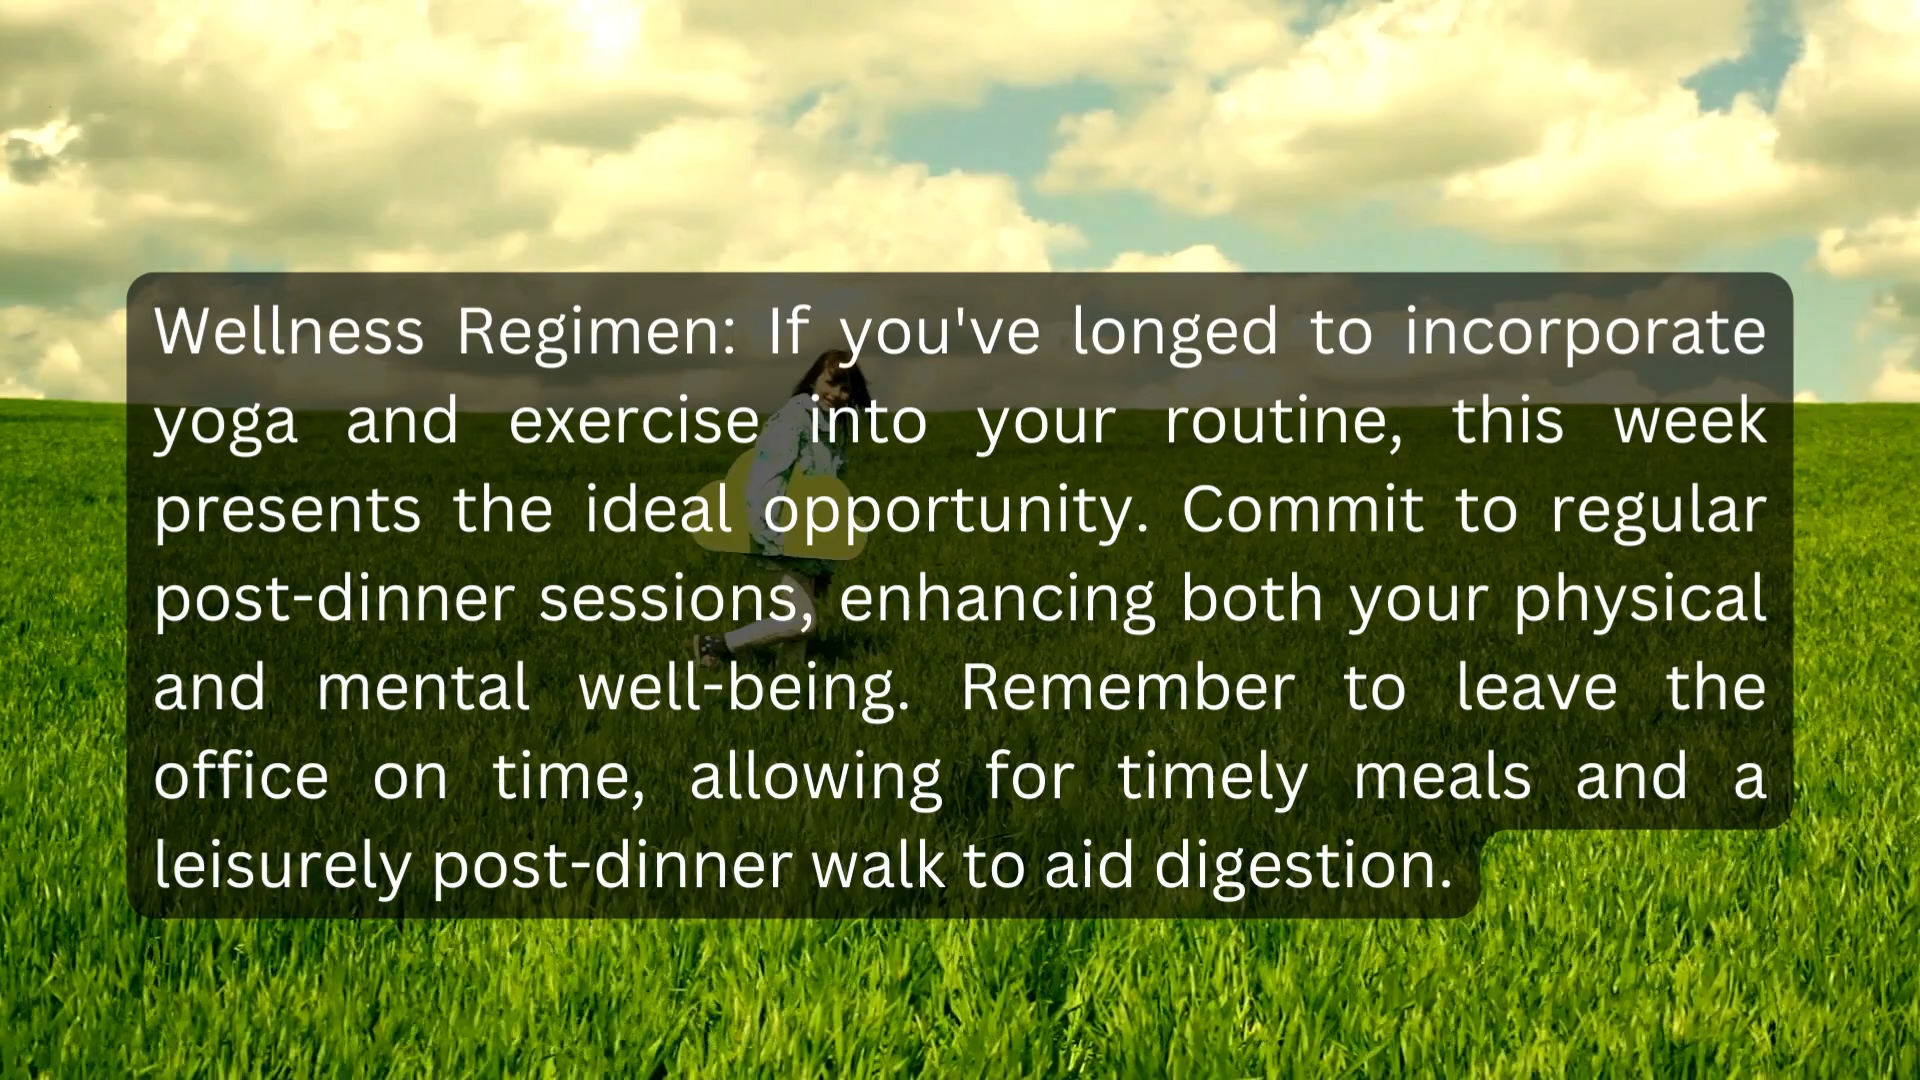 Wellness Regimen: If you've longed to incorporate
yoga and exercise into your routine, this week
presents the ideal opportunity. Commit to regular
post-dinner sessions, enhancing both your physical
and mental well-being. Remember to leave the
office on time, allowing for timely meals and a
leisurely post-dinner walk to aid digestion.